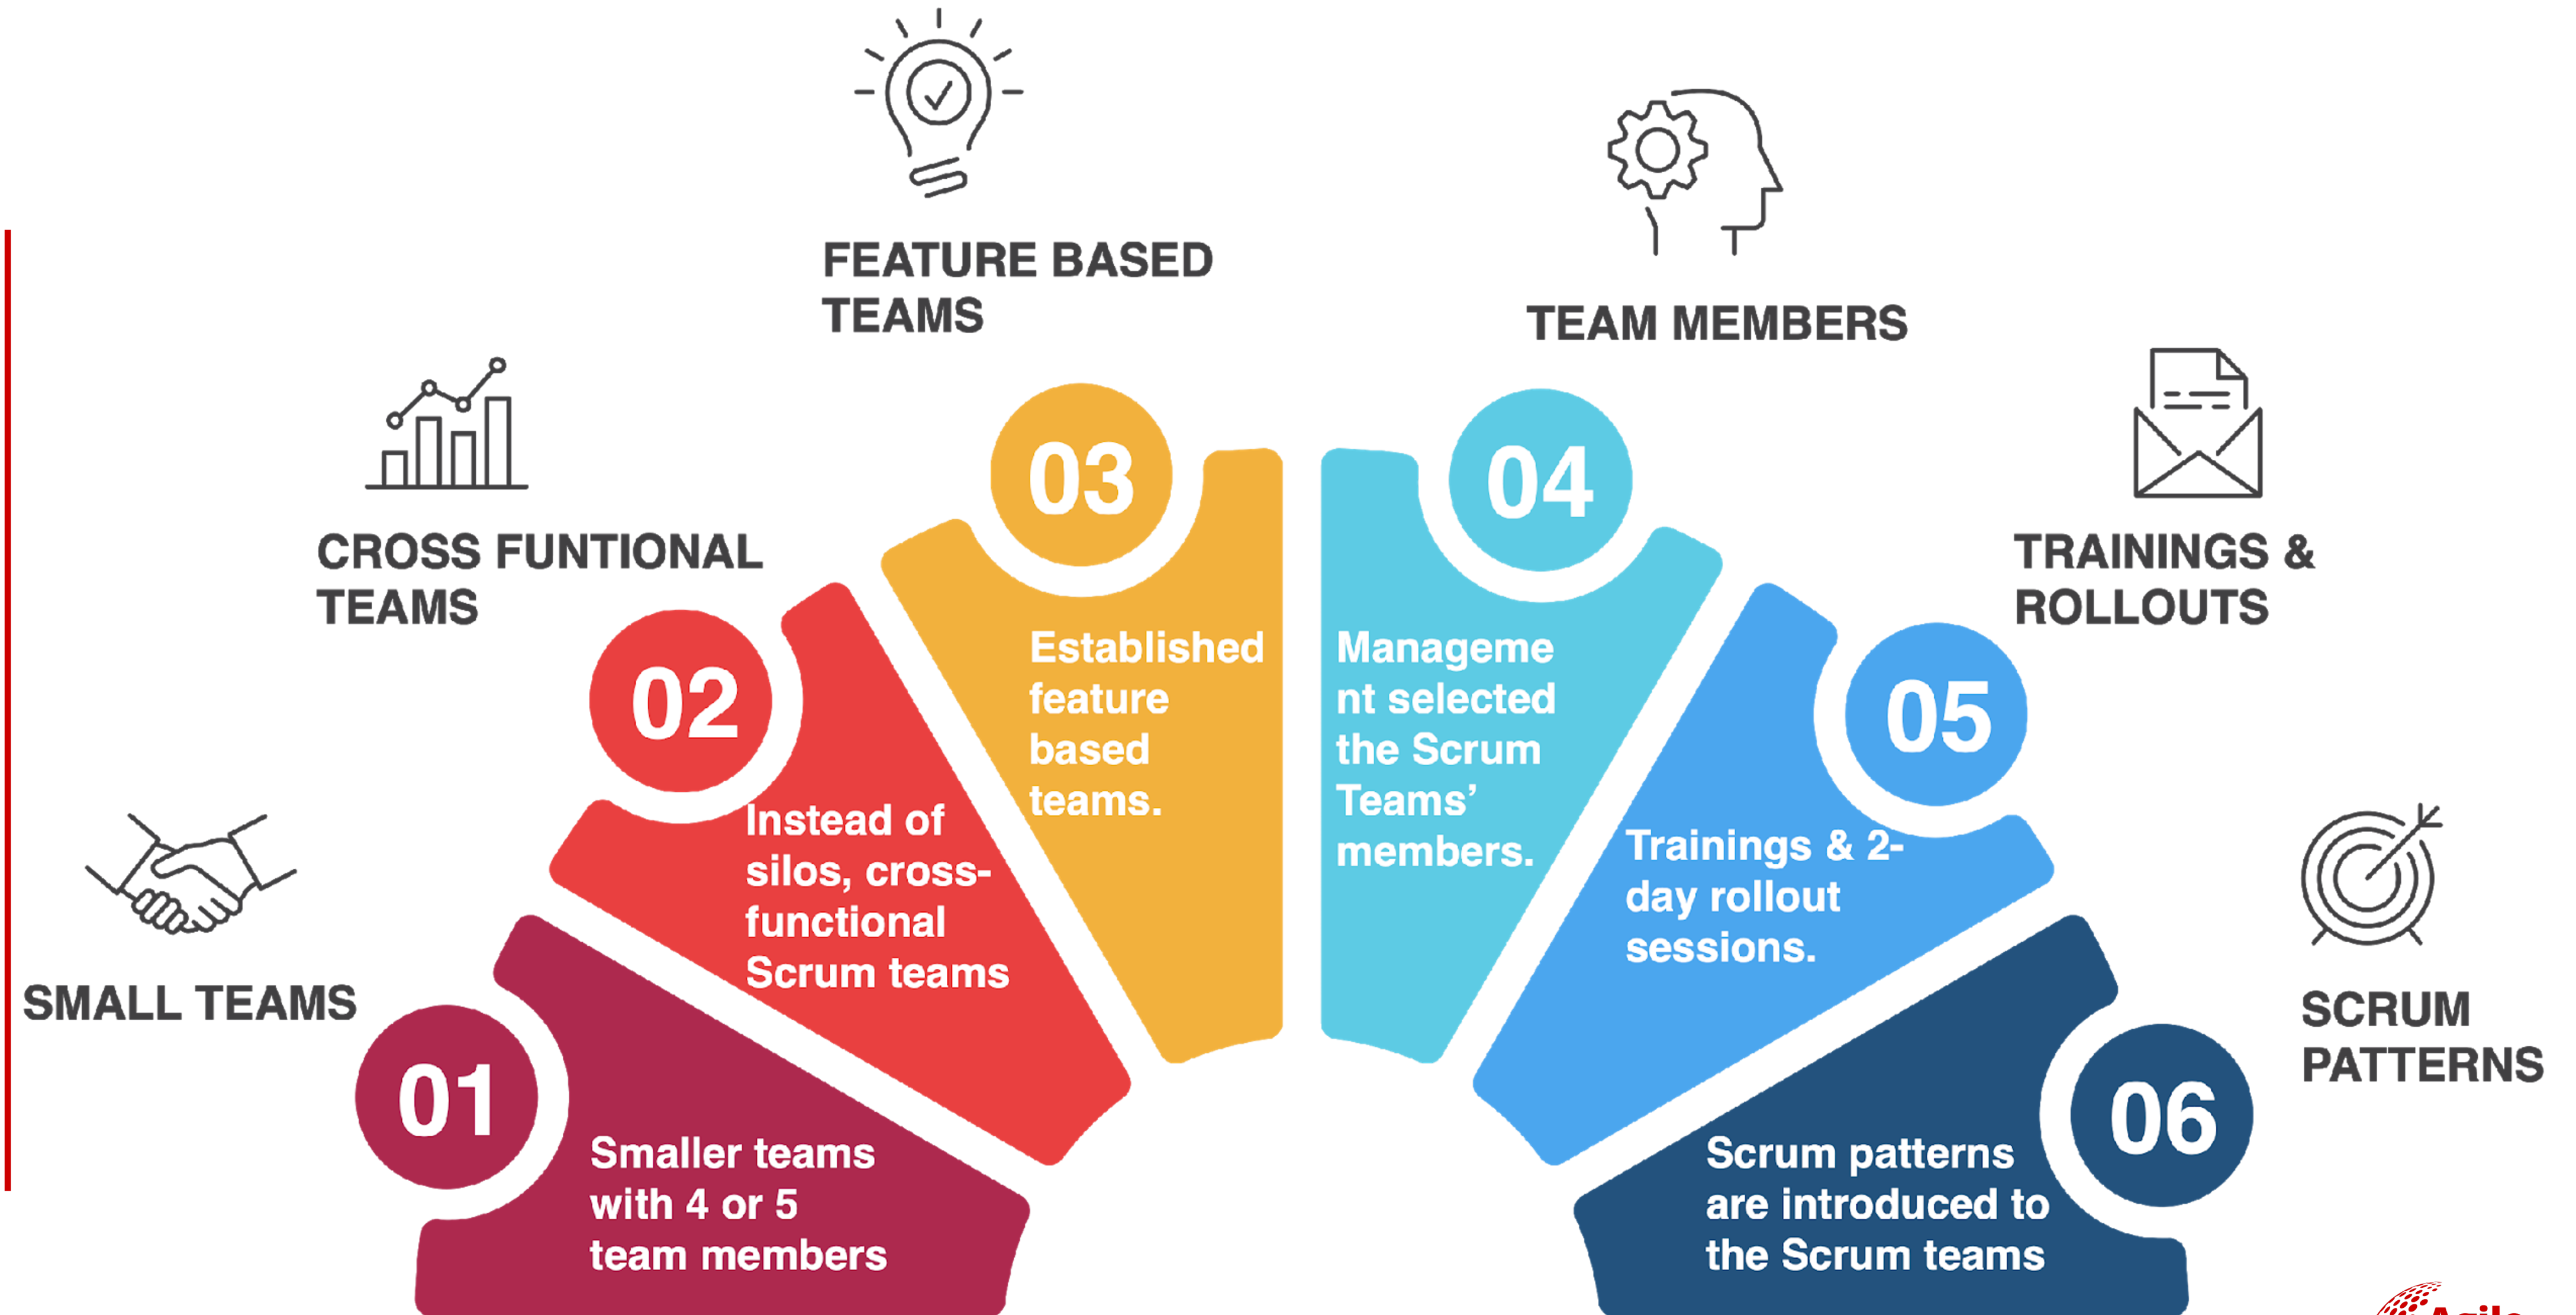 SMALL TEAMS
01
Smaller teams
with 4 or 5
team members
CROSS FUNTIONAL
TEAMS
02
Instead of
silos, cross-
functional
Scrum teams
FEATURE BASED
TEAMS
03
Established
feature
based
teams.
TEAM MEMBERS
04
Manageme
nt selected
the Scrum
Teams’
members.
TRAININGS &
ROLLOUTS
05
Trainings & 2-
day rollout
sessions.
SCRUM
PATTERNS
06
Scrum patterns
are introduced to
the Scrum teams